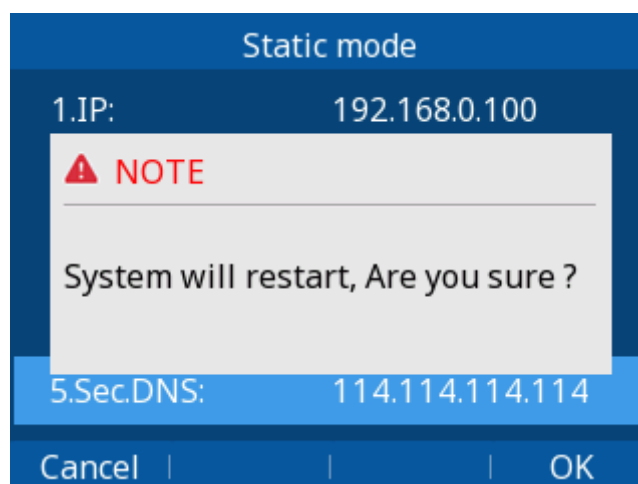 Static mode
1.IP: 192.168.0.100
NOTE
System will restart, Are you sure ?
5.Sec.DNS: 114.114.114.114
Cancel OK